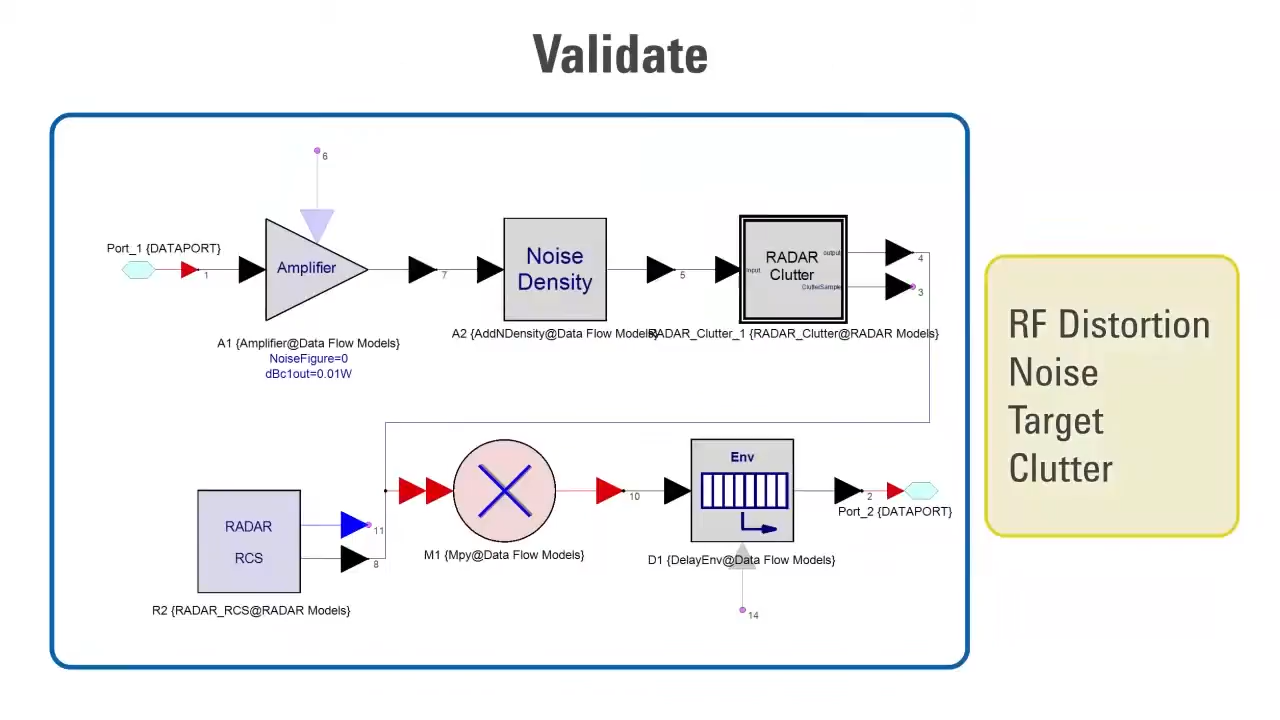 Validate
6
Port_1 {DATAPORT}
1
Amplifier
7
Noise
Density
5
Input
RADAR
Clutter
output
ClutterSample
4
3
A1 {Amplifier@Data Flow Models}
NoiseFigure=0
dBc1out=0.01W
A2 {AddNDensity@Data Flow Models}
RADAR_Clutter_1 {RADAR_Clutter@RADAR Models}
RF Distortion
Noise
Target
Clutter
RADAR
RCS
11
8
R2 {RADAR_RCS@RADAR Models}
M1 {Mpy@Data Flow Models}
10
Env
D1 {DelayEnv@Data Flow Models}
14
2
Port_2 {DATAPORT}